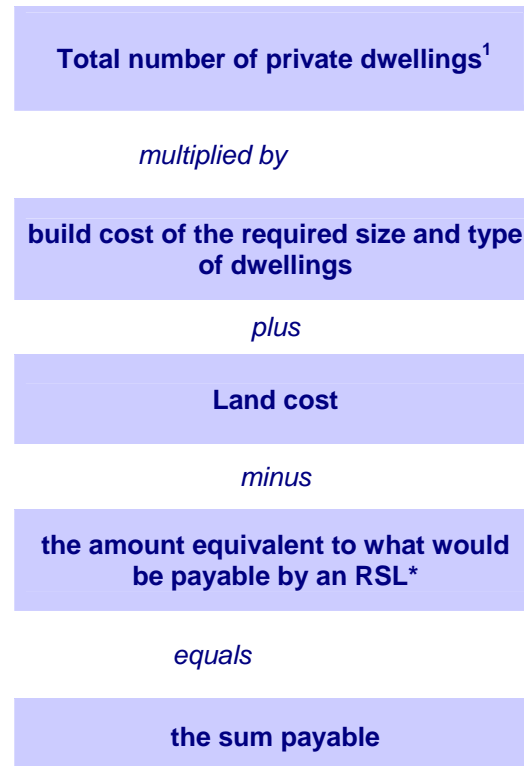 Total number of private dwellings¹
multiplied by
build cost of the required size and type
of dwellings
plus
Land cost
minus
the amount equivalent to what would
be payable by an RSL*
equals
the sum payable